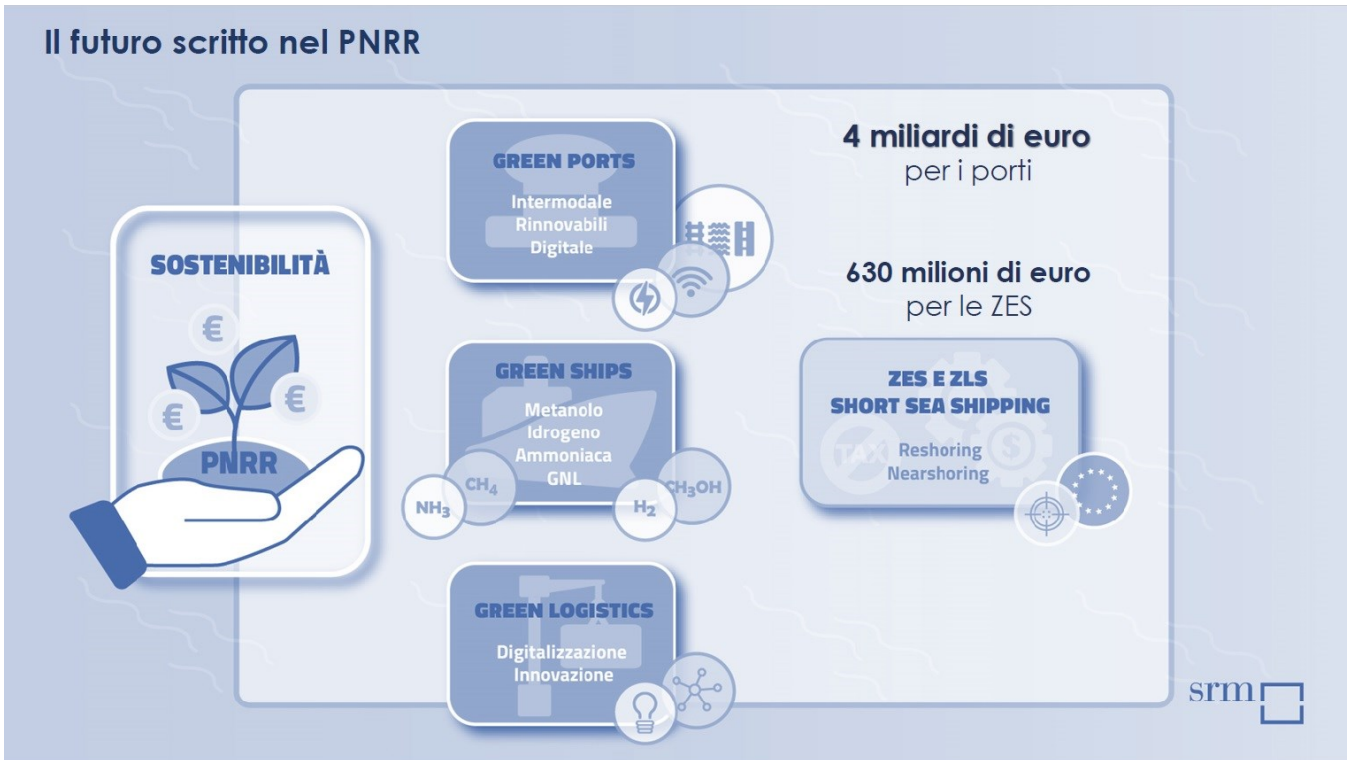 Il futuro scritto nel PNRR
SOSTENIBILITÀ
€
€
€
PNRR
GREEN PORTS
Intermodale
Rinnovabili
Digitale
GREEN SHIPS
Metanolo
Idrogeno
Ammoniaca
GNL
NH₃
CH₄
H₂
CH₃OH
GREEN LOGISTICS
Digitalizzazione
Innovazione
4 miliardi di euro
per i porti
630 milioni di euro
per le ZES
ZES E ZLS
SHORT SEA SHIPPING
TAX
$
Reshoring
Nearshoring
srm